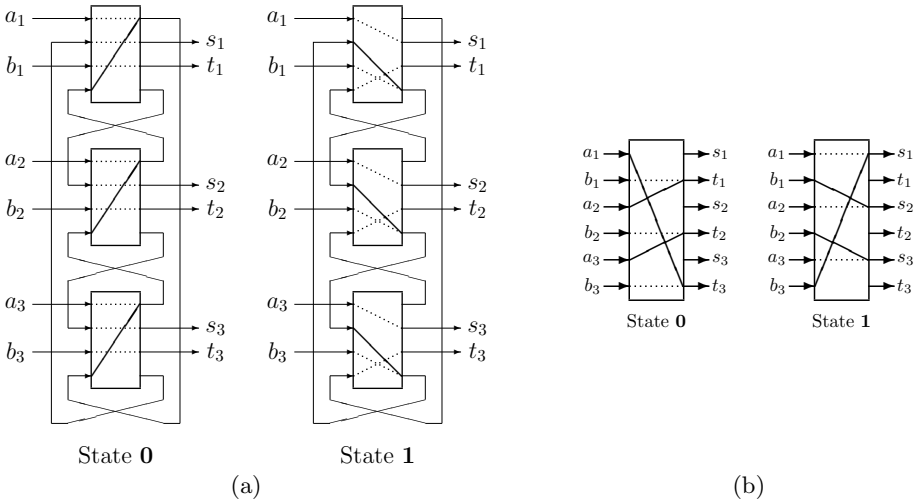 a1
s1
b1
t1
a2
s2
b2
t2
a3
s3
b3
t3
State 0
a1
s1
b1
t1
a2
s2
b2
t2
a3
s3
b3
t3
State 1
(a)
a1 s1
b1 t1
a2 s2
b2 t2
a3 s3
b3 t3
State 0
a1 s1
b1 t1
a2 s2
b2 t2
a3 s3
b3 t3
State 1
(b)